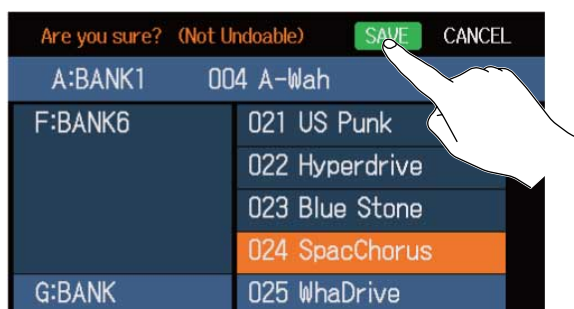 Are you sure? (Not Undoable) SAVE CANCEL
A:BANK1 004 A-Wah
F:BANK6 021 US Punk
022 Hyperdrive
023 Blue Stone
024 SpacChorus
G:BANK 025 WhaDrive